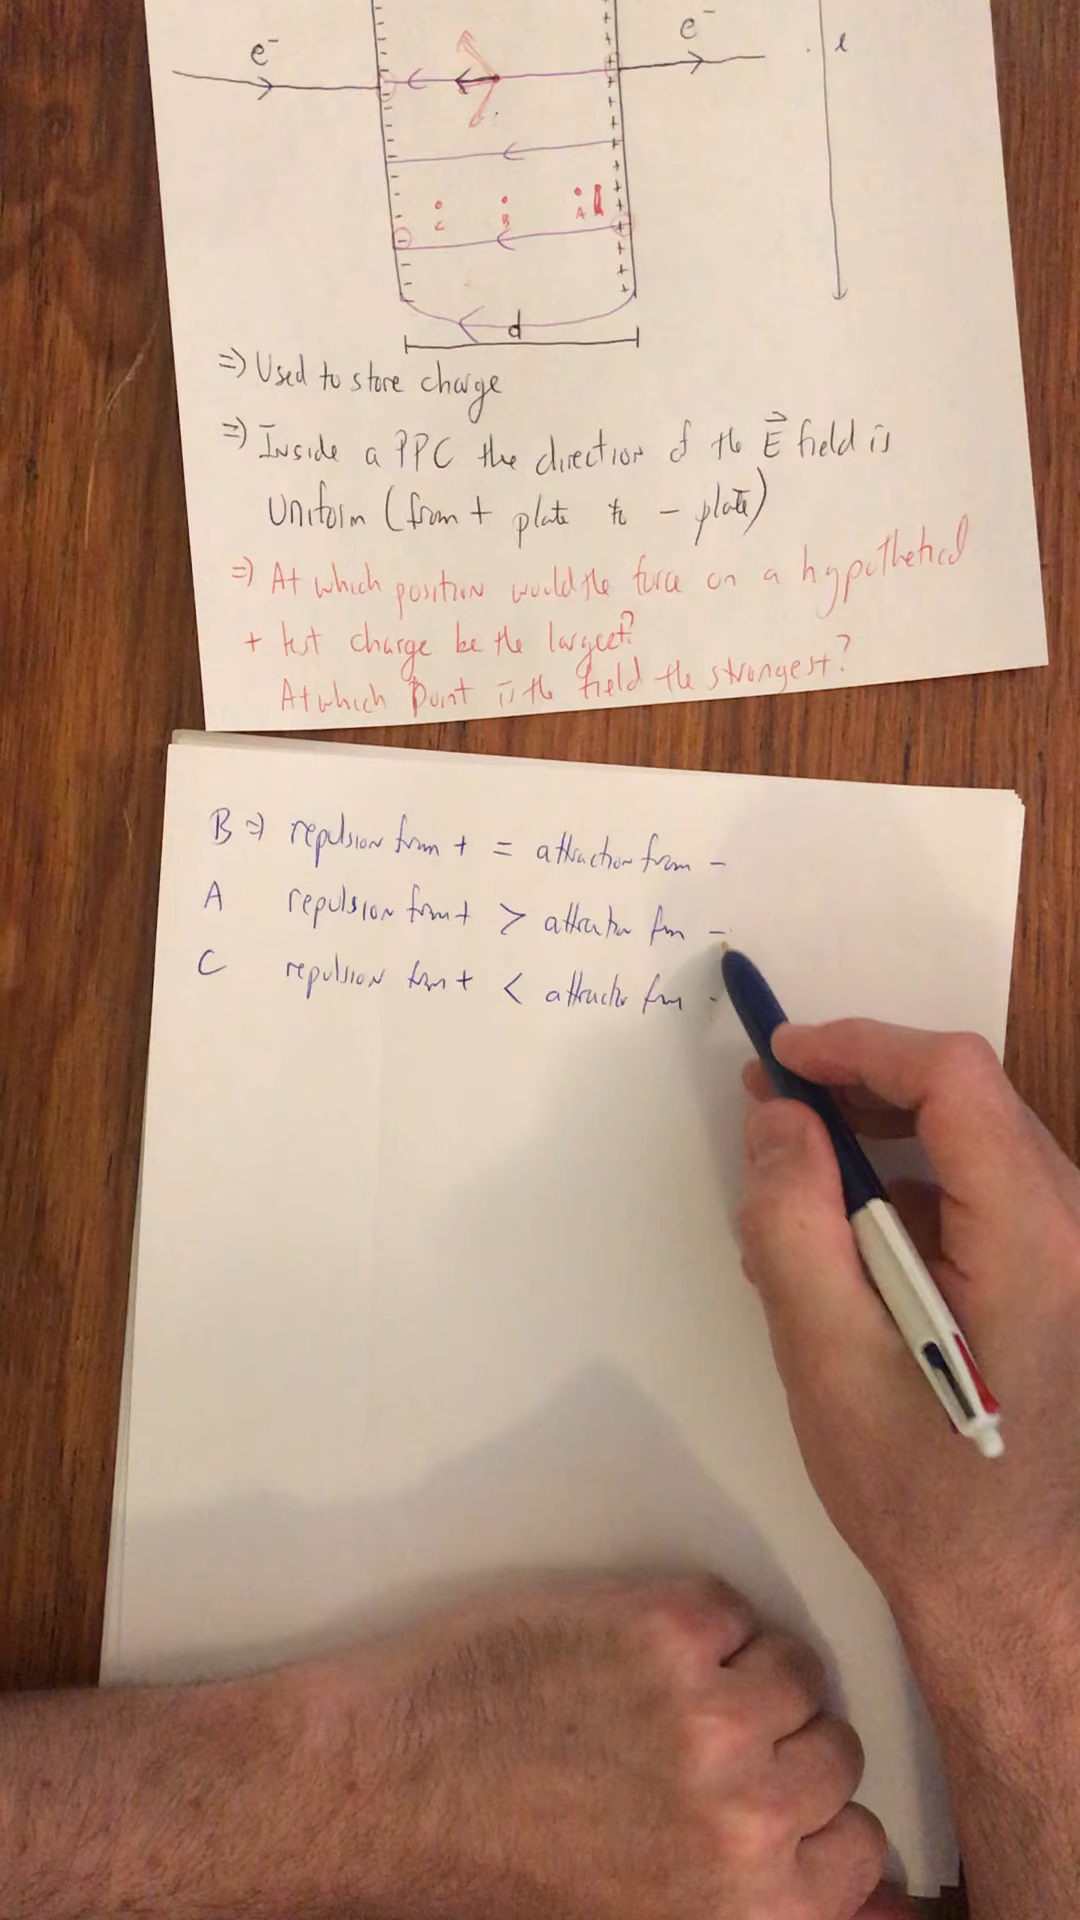 e⁻ e⁻
l
C B A
d
=> Used to store charge
=> Inside a PPC the direction of the E⃗ field is
uniform (from + plate to - plate)
=> At which position would the force on a hypothetical
+ test charge be the largest?
At which point is the field the strongest?
B => repulsion from + = attraction from -
A repulsion from + > attraction from -
C repulsion from + < attraction from -